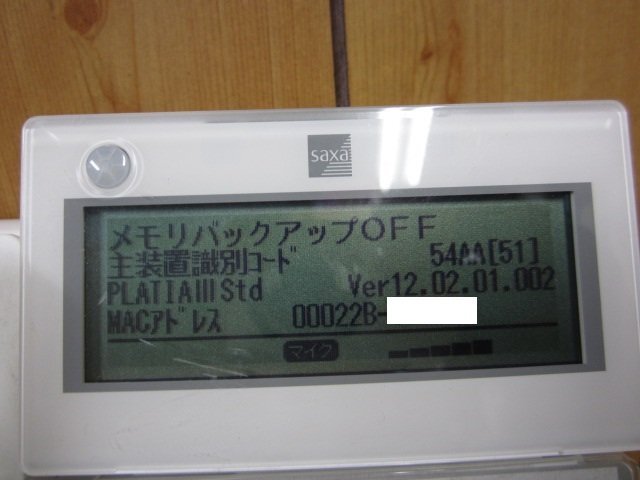 saxa
メモリバックアップOFF
主装置識別ｺｰﾄﾞ 54AA[51]
PLATIAⅢStd Ver12.02.01.002
MACｱﾄﾞﾚｽ 00022B-
マイク